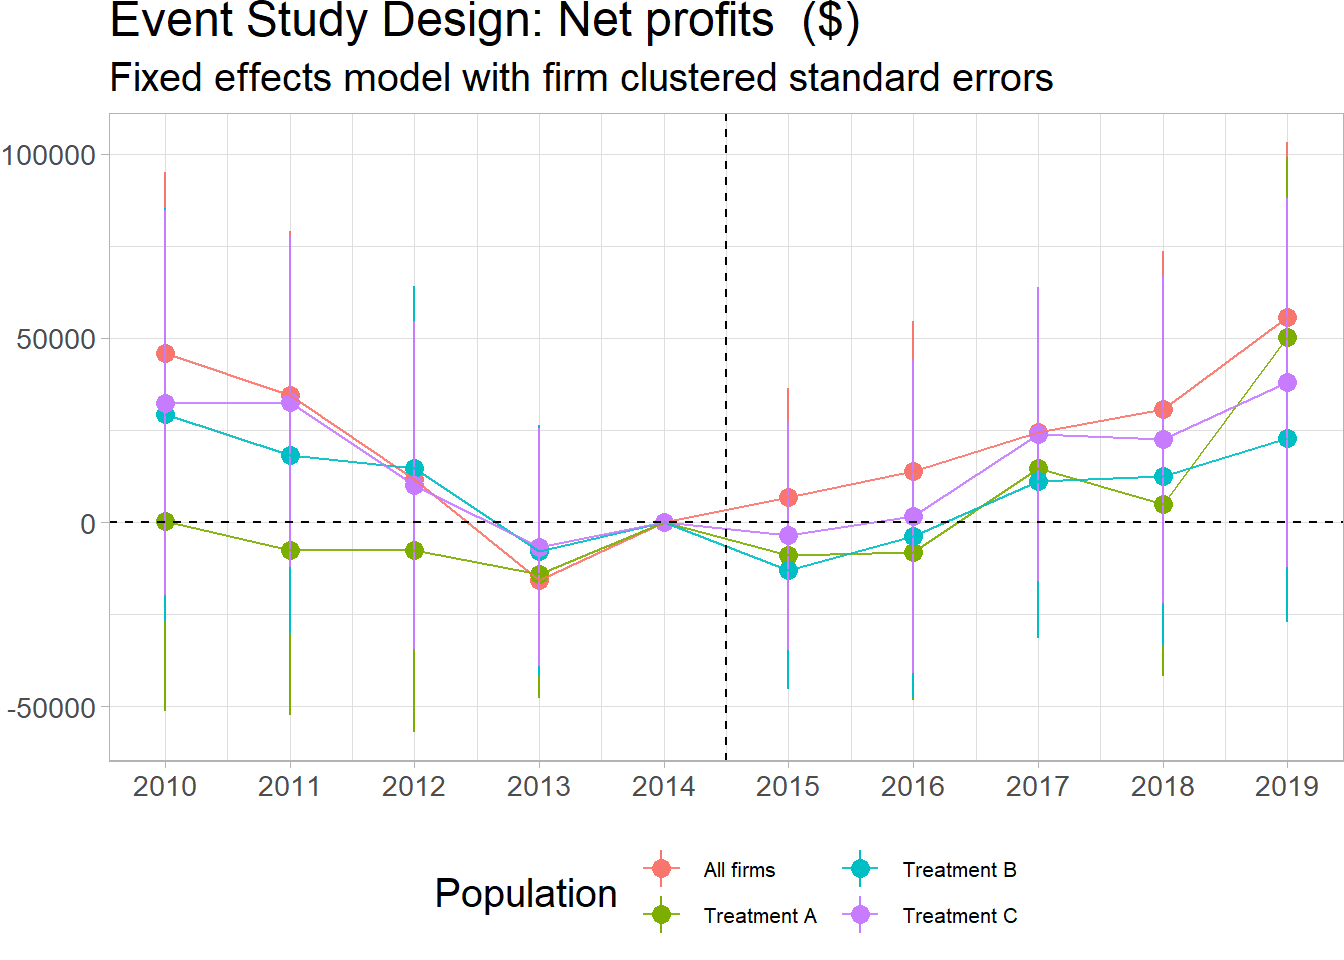 Event Study Design: Net profits  ($)
Fixed effects model with firm clustered standard errors
100000
50000
0
-50000
2010 2011 2012 2013 2014 2015 2016 2017 2018 2019
Population
All firms
Treatment B
Treatment A
Treatment C